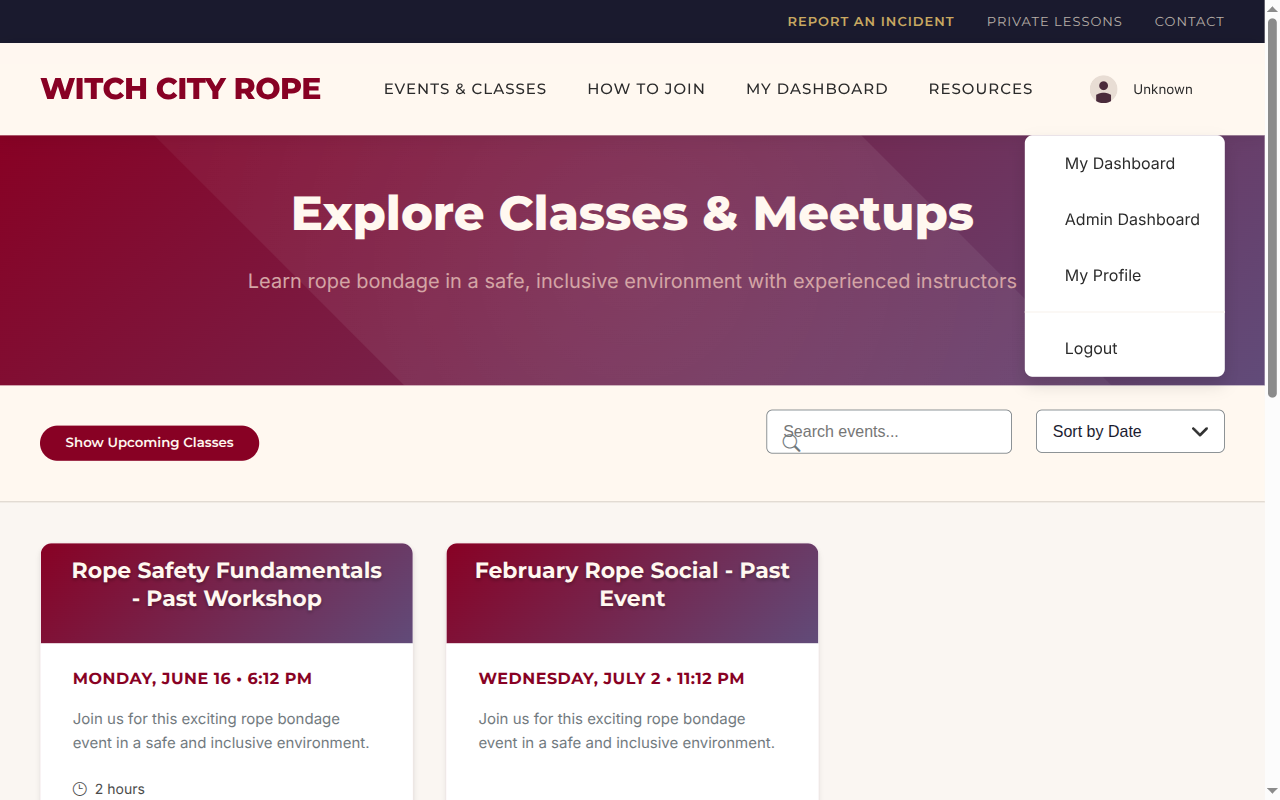 REPORT AN INCIDENT
PRIVATE LESSONS
CONTACT
WITCH CITY ROPE
EVENTS & CLASSES
HOW TO JOIN
MY DASHBOARD
RESOURCES
Unknown
My Dashboard
Admin Dashboard
My Profile
Logout
Explore Classes & Meetups
Learn rope bondage in a safe, inclusive environment with experienced instructors
Show Upcoming Classes
Search events...
Sort by Date
Rope Safety Fundamentals
- Past Workshop
MONDAY, JUNE 16 • 6:12 PM
Join us for this exciting rope bondage
event in a safe and inclusive environment.
2 hours
February Rope Social - Past
Event
WEDNESDAY, JULY 2 • 11:12 PM
Join us for this exciting rope bondage
event in a safe and inclusive environment.